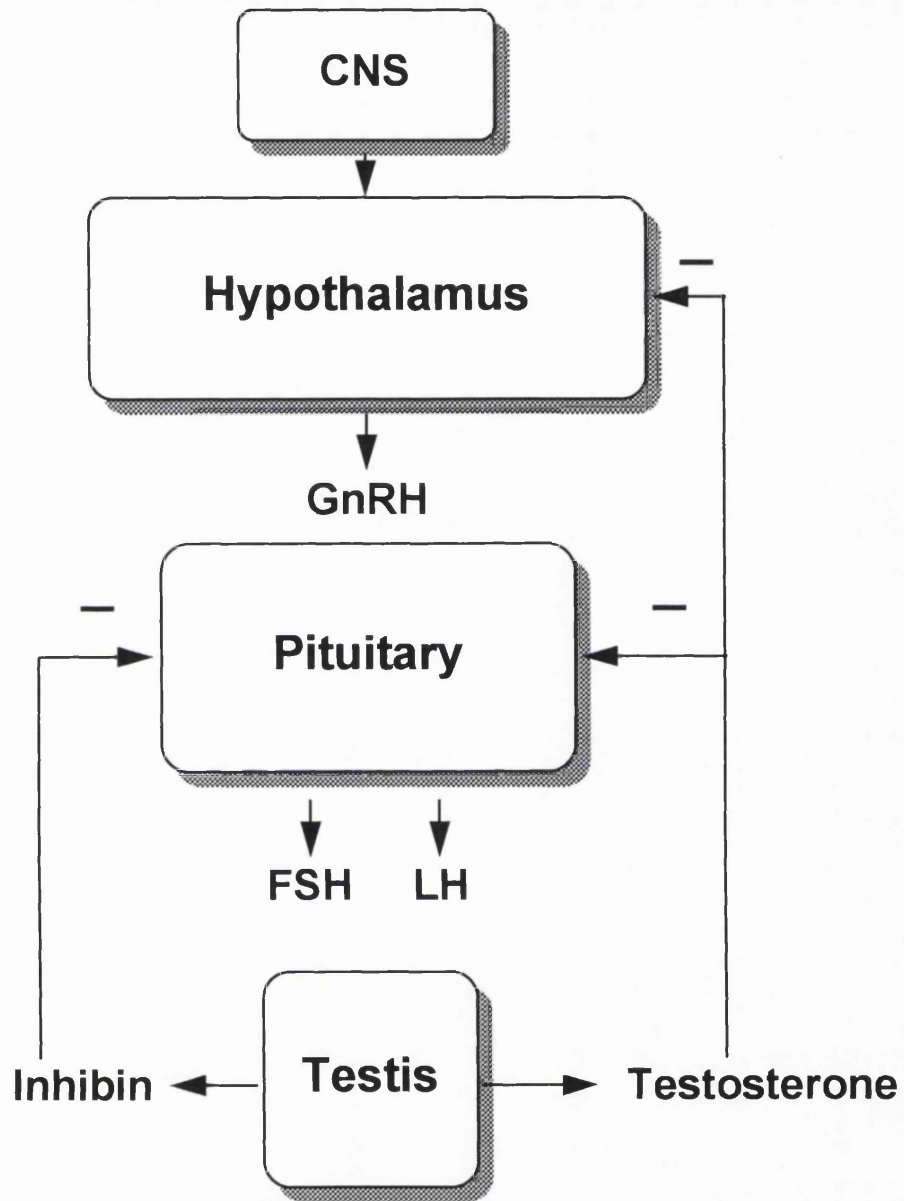 CNS
Hypothalamus
–
GnRH
–
Pituitary
–
FSH LH
Inhibin
Testis
Testosterone